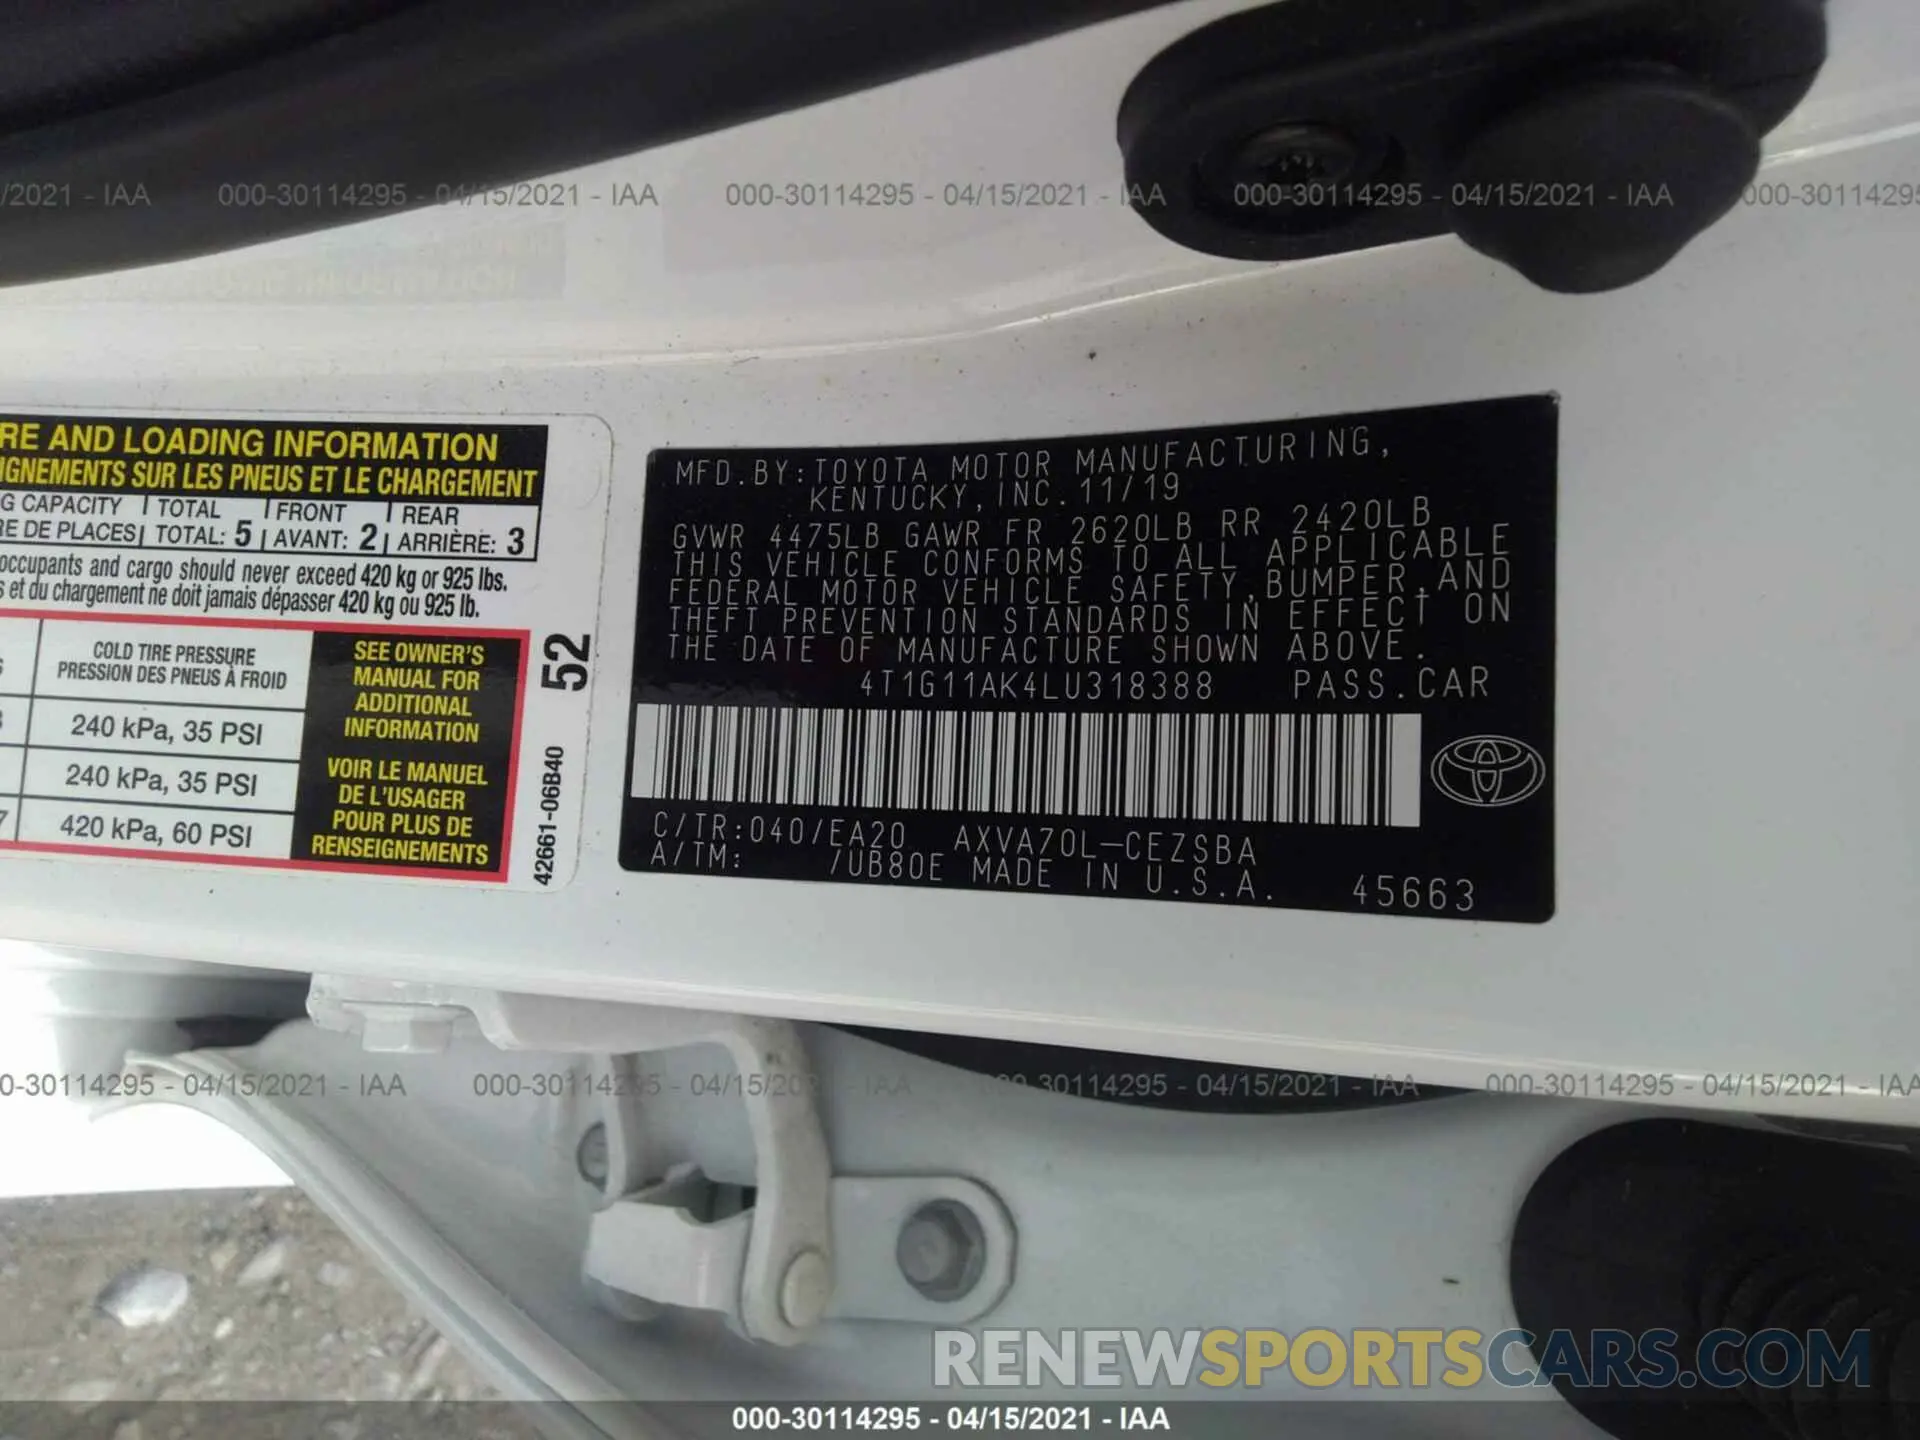 /2021 - IAA 000-30114295 - 04/15/2021 - IAA 000-30114295 - 04/15/2021 - IAA 000-30114295 - 04/15/2021 - IAA 000-3011429
RE AND LOADING INFORMATION
IGNEMENTS SUR LES PNEUS ET LE CHARGEMENT
G CAPACITY TOTAL FRONT REAR
RE DE PLACES TOTAL: 5 AVANT: 2 ARRIÈRE: 3
occupants and cargo should never exceed 420 kg or 925 lbs.
s et du chargement ne doit jamais dépasser 420 kg ou 925 lb.
COLD TIRE PRESSURE
PRESSION DES PNEUS À FROID
240 kPa, 35 PSI
240 kPa, 35 PSI
7 420 kPa, 60 PSI
SEE OWNER'S
MANUAL FOR
ADDITIONAL
INFORMATION
VOIR LE MANUEL
DE L'USAGER
POUR PLUS DE
RENSEIGNEMENTS
52
42661-06B40
MFD.BY:TOYOTA MOTOR MANUFACTURING,
KENTUCKY,INC.11/19
GVWR 4475LB GAWR FR 2620LB RR 2420LB
THIS VEHICLE CONFORMS TO ALL APPLICABLE
FEDERAL MOTOR VEHICLE SAFETY,BUMPER,AND
THEFT PREVENTION STANDARDS IN EFFECT ON
THE DATE OF MANUFACTURE SHOWN ABOVE.
4T1G11AK4LU318388 PASS.CAR
C/TR:040/EA20 AXVA70L-CEZSBA
A/TM: /UB80E MADE IN U.S.A. 45663
0-30114295 - 04/15/2021 - IAA 000-30114295 - 04/15/2021 - IAA 000-30114295 - 04/15/2021 - IAA 000-30114295 - 04/15/2021 - IAA
RENEWSPORTSCARS.COM
000-30114295 - 04/15/2021 - IAA